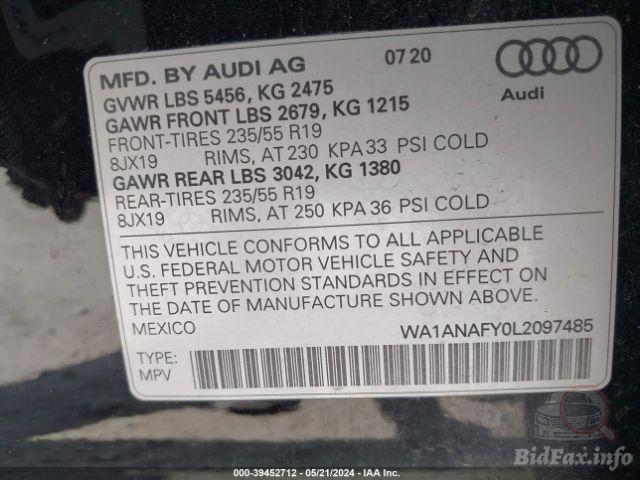 MFD. BY AUDI AG 07 20
GVWR LBS 5456, KG 2475
GAWR FRONT LBS 2679, KG 1215
FRONT-TIRES 235/55 R19
8JX19 RIMS, AT 230 KPA 33 PSI COLD
GAWR REAR LBS 3042, KG 1380
REAR-TIRES 235/55 R19
8JX19 RIMS, AT 250 KPA 36 PSI COLD
Audi
THIS VEHICLE CONFORMS TO ALL APPLICABLE
U.S. FEDERAL MOTOR VEHICLE SAFETY AND
THEFT PREVENTION STANDARDS IN EFFECT ON
THE DATE OF MANUFACTURE SHOWN ABOVE.
MEXICO WA1ANAFY0L2097485
TYPE:
MPV
BidFax.info
000-39452712 - 05/21/2024 - IAA Inc.